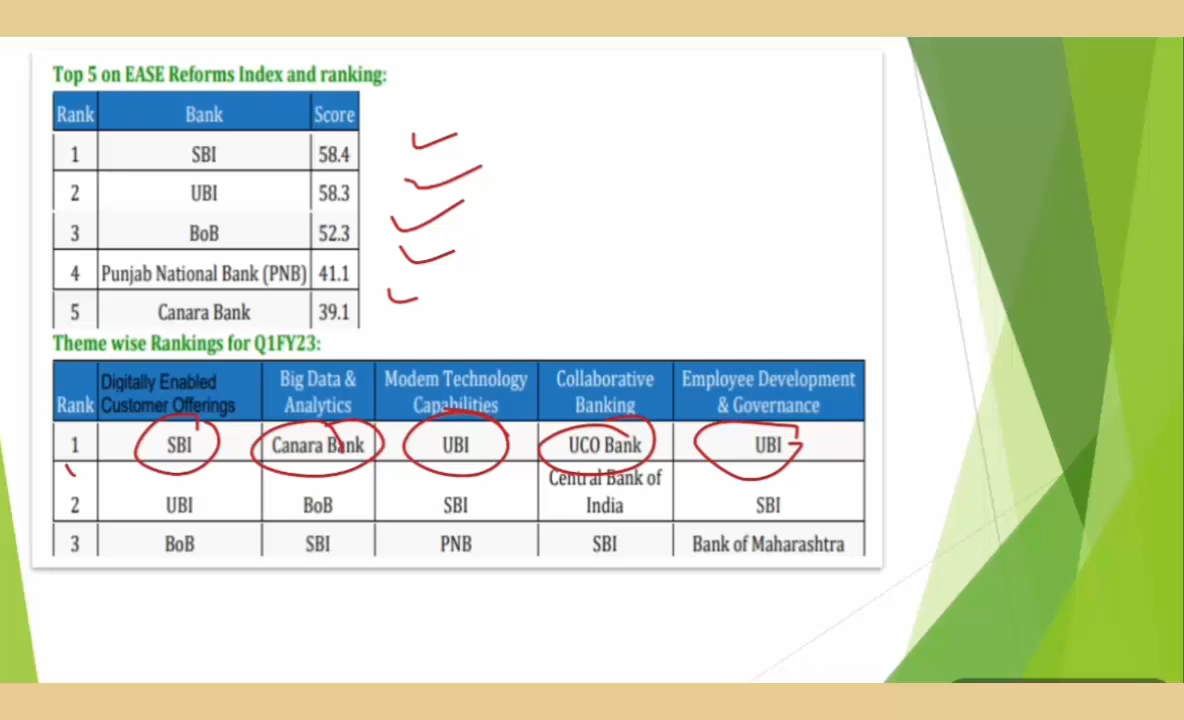 Top 5 on EASE Reforms Index and ranking:
Rank Bank Score
1 SBI 58.4
2 UBI 58.3
3 BoB 52.3
4 Punjab National Bank (PNB) 41.1
5 Canara Bank 39.1
Theme wise Rankings for Q1FY23:
Rank Digitally Enabled Customer Offerings Big Data & Analytics Modem Technology Capabilities Collaborative Banking Employee Development & Governance
1 SBI Canara Bank UBI UCO Bank UBI
2 UBI BoB SBI Central Bank of India SBI
3 BoB SBI PNB SBI Bank of Maharashtra